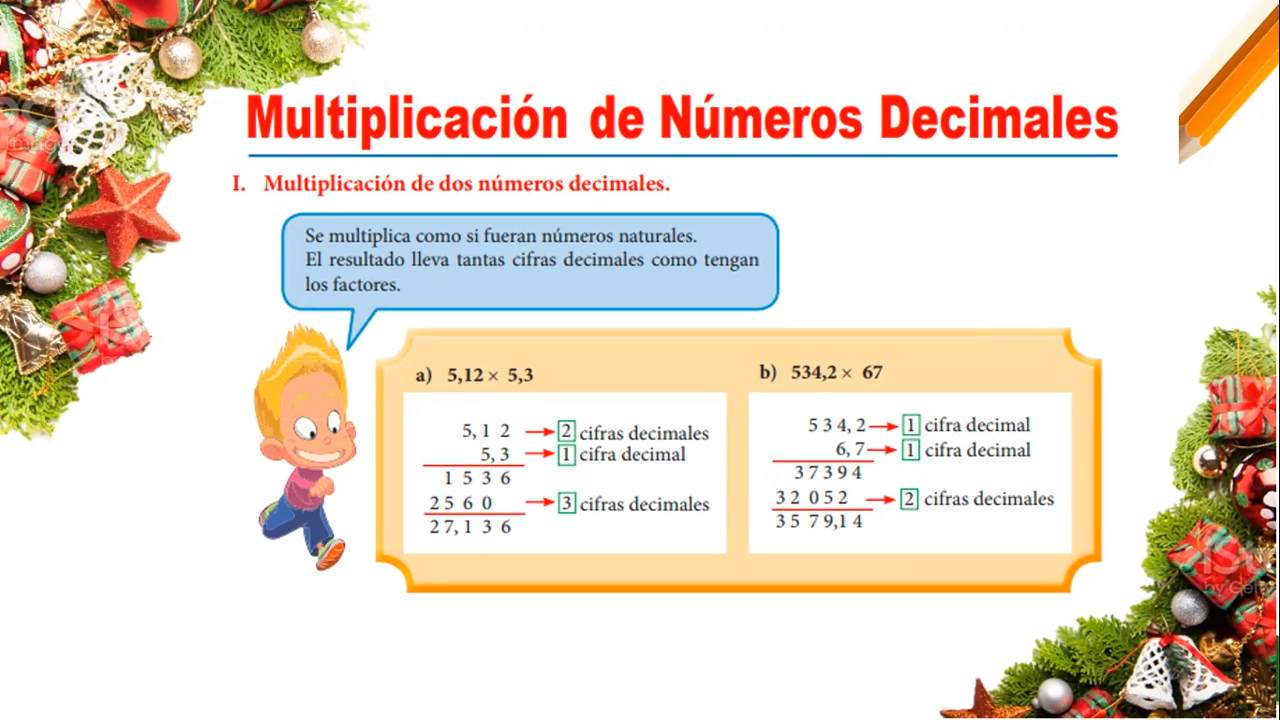 Multiplicación de Números Decimales
I. Multiplicación de dos números decimales.
Se multiplica como si fueran números naturales.
El resultado lleva tantas cifras decimales como tengan
los factores.
a) 5,12 × 5,3
5, 1 2 → 2 cifras decimales
5, 3 → 1 cifra decimal
1 5 3 6
2 5 6 0 → 3 cifras decimales
2 7, 1 3 6
b) 534,2 × 67
5 3 4, 2 → 1 cifra decimal
6, 7 → 1 cifra decimal
3 7 3 9 4
3 2 0 5 2 → 2 cifras decimales
3 5 7 9,1 4